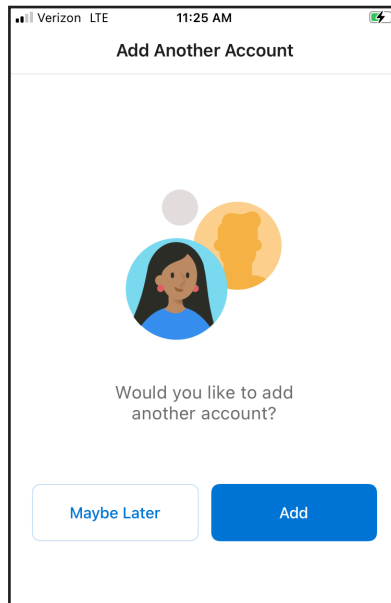 Verizon LTE 11:25 AM
Add Another Account
Would you like to add
another account?
Maybe Later Add